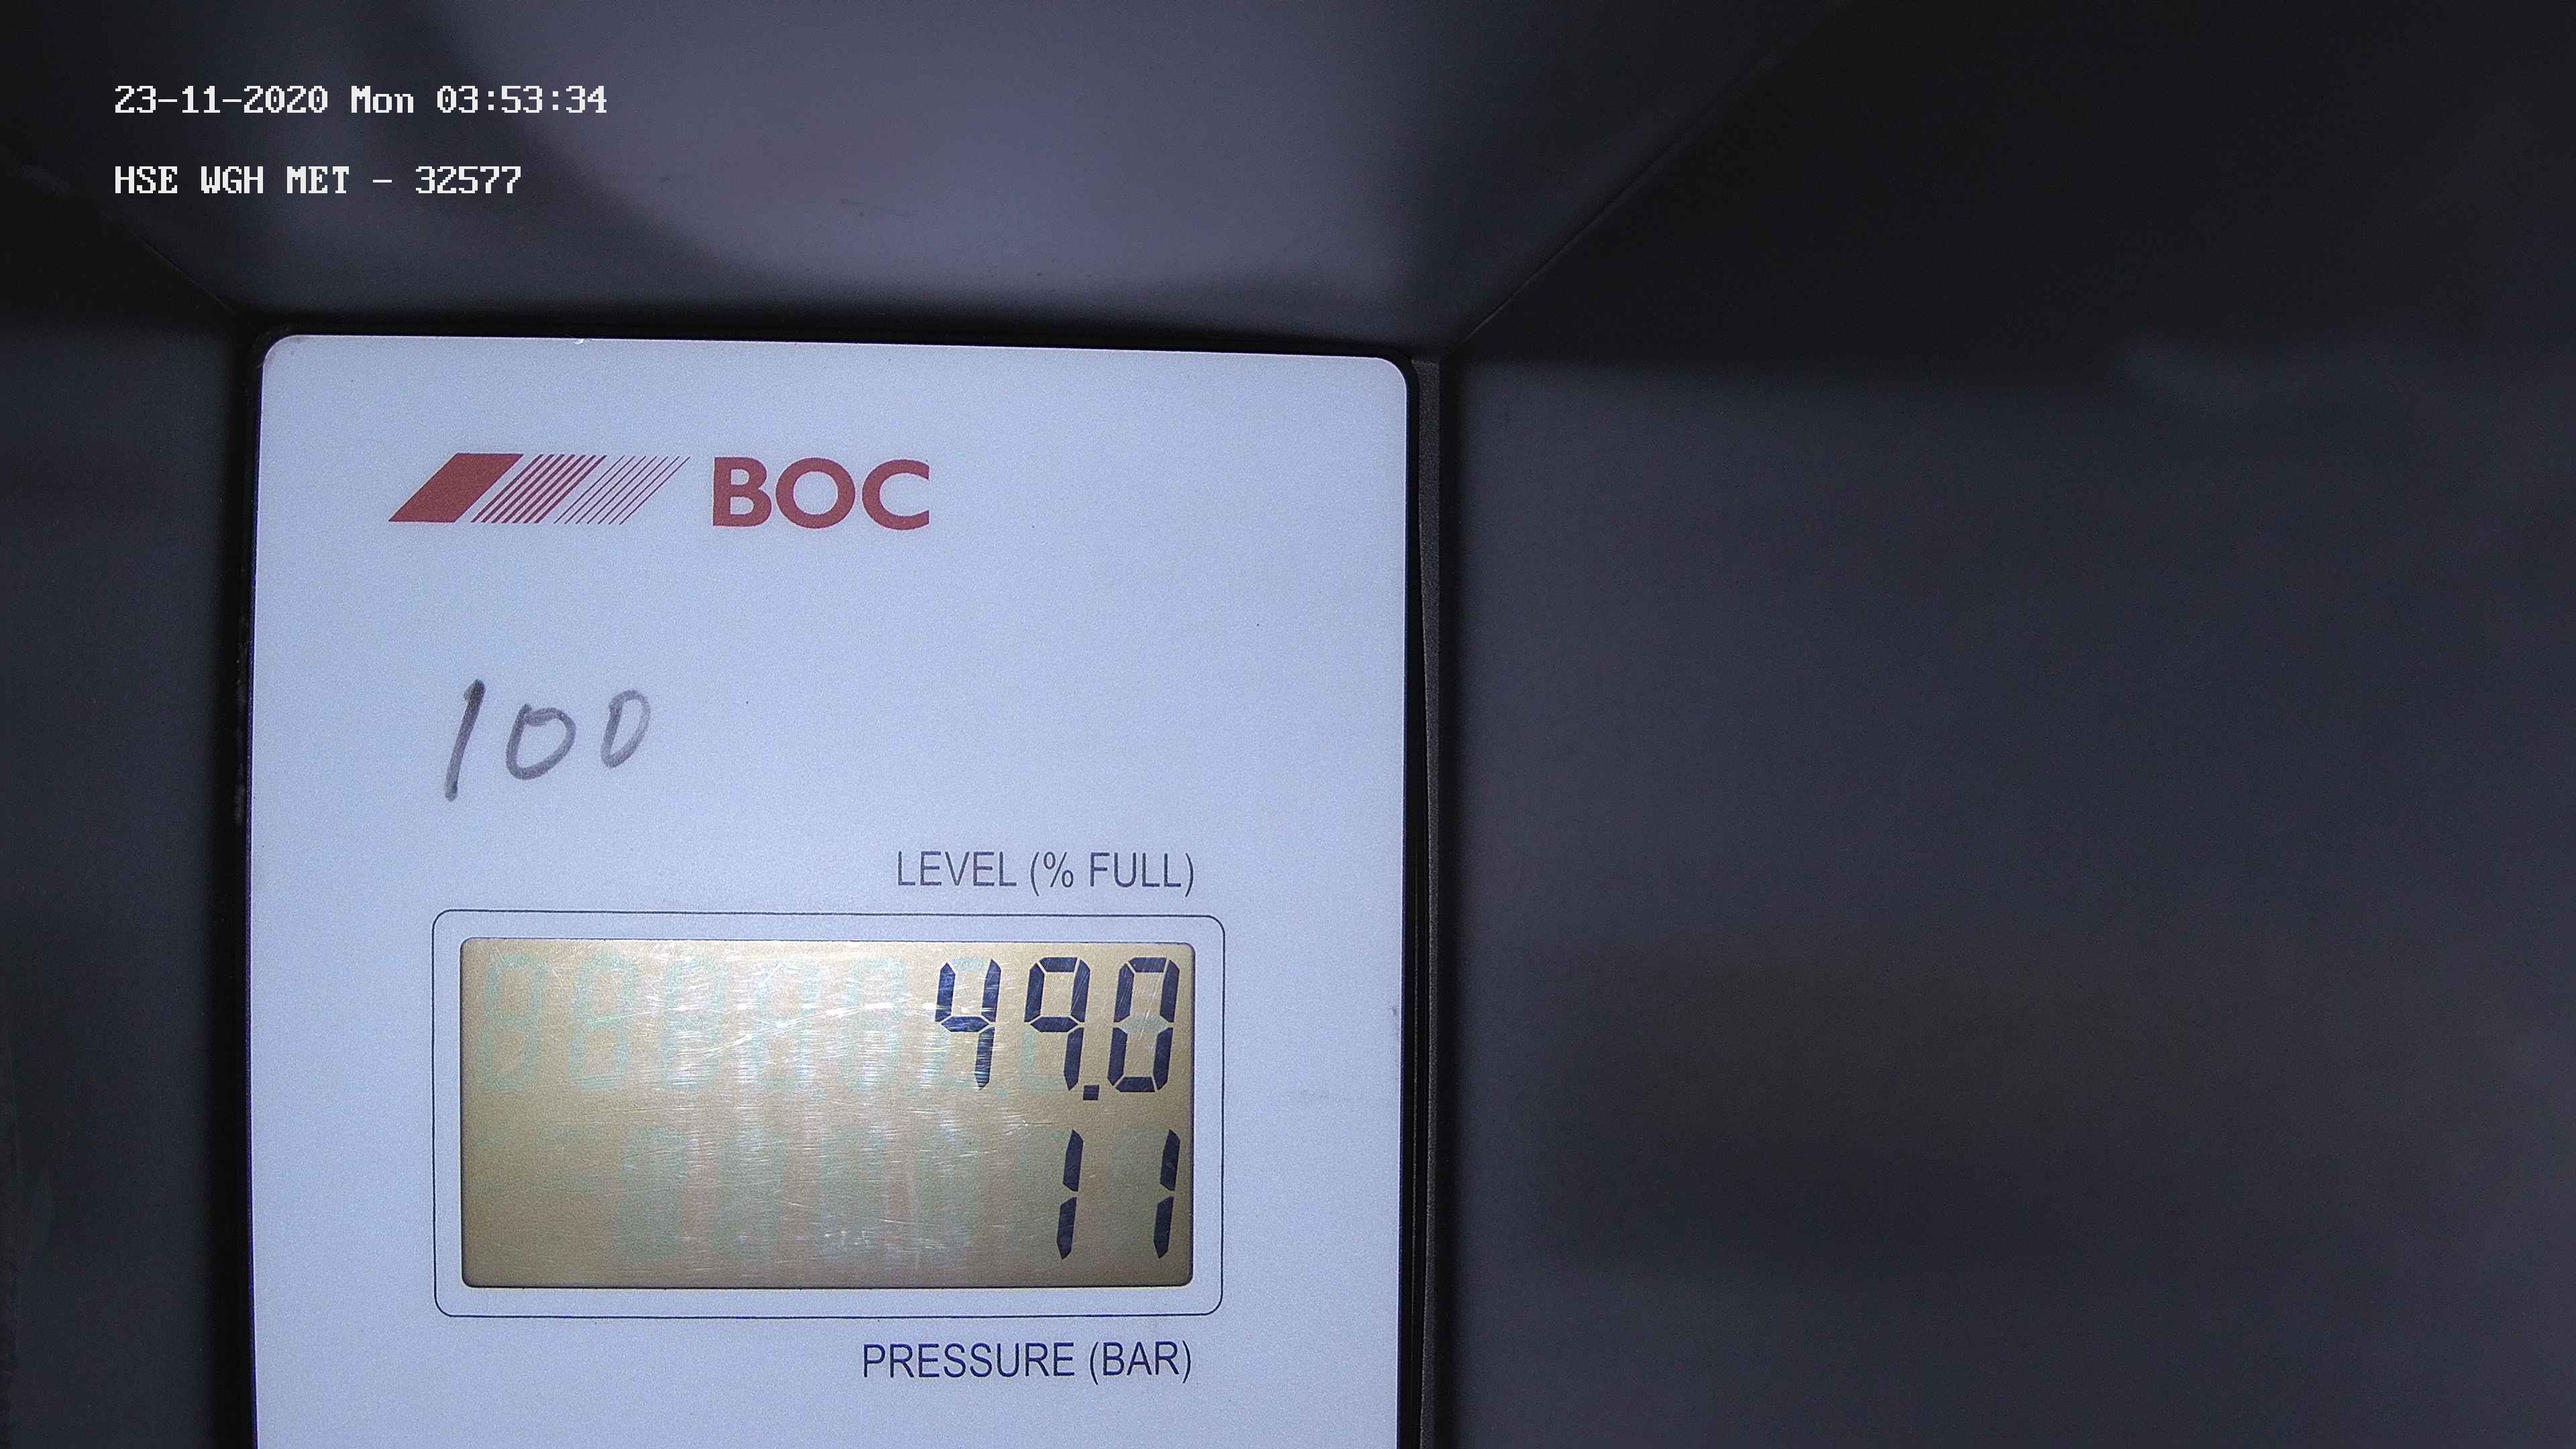 23-11-2020 Mon 03:53:34
HSE WGH MET - 32577
BOC
100
LEVEL (% FULL)
49.0
11
PRESSURE (BAR)